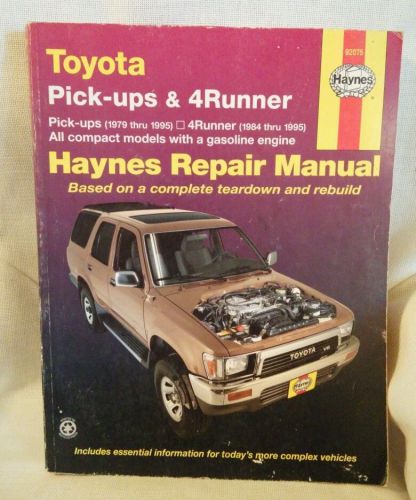 92075
Haynes
Toyota
Pick-ups & 4Runner
Pick-ups (1979 thru 1995) □ 4Runner (1984 thru 1995)
All compact models with a gasoline engine
Haynes Repair Manual
Based on a complete teardown and rebuild
TOYOTA V6
Haynes
Includes essential information for today's more complex vehicles